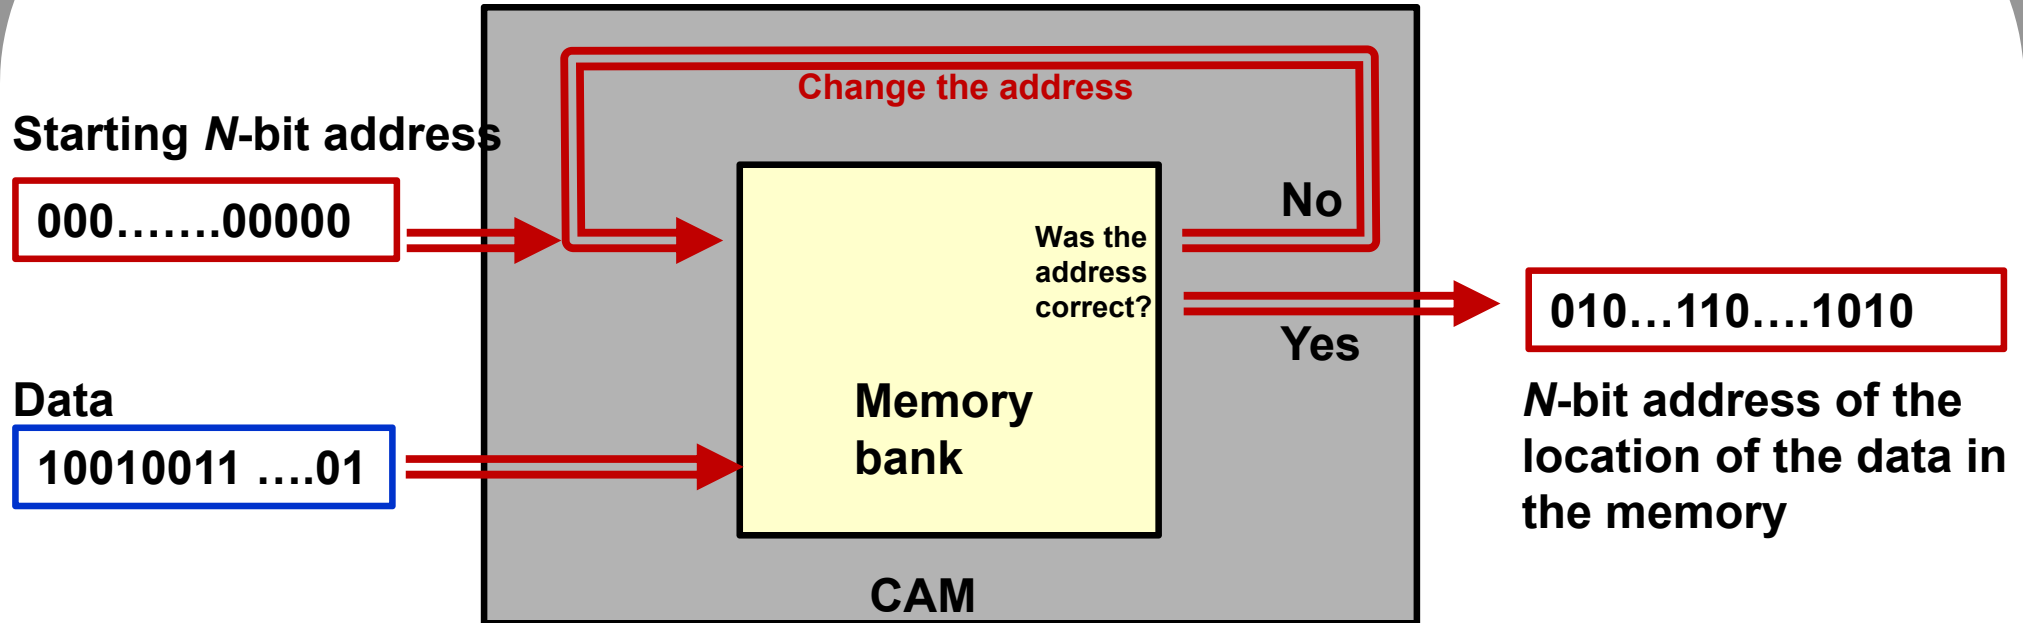 Change the address
Starting N-bit address
000.......00000
No
Was the
address
correct?
010…110….1010
Yes
Data
10010011 ….01
Memory
bank
N-bit address of the
location of the data in
the memory
CAM